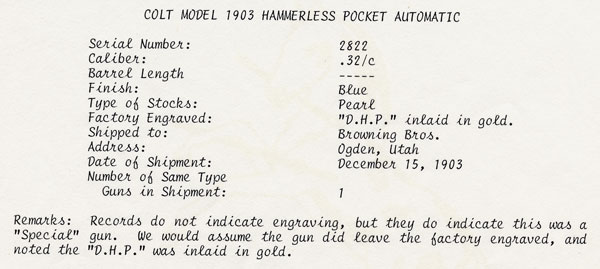 COLT MODEL 1903 HAMMERLESS POCKET AUTOMATIC
Serial Number: 2822
Caliber: .32/c
Barrel Length -----
Finish: Blue
Type of Stocks: Pearl
Factory Engraved: "D.H.P." inlaid in gold.
Shipped to: Browning Bros.
Address: Ogden, Utah
Date of Shipment: December 15, 1903
Number of Same Type
Guns in Shipment: 1
Remarks: Records do not indicate engraving, but they do indicate this was a
"Special" gun. We would assume the gun did leave the factory engraved, and
noted the "D.H.P." was inlaid in gold.